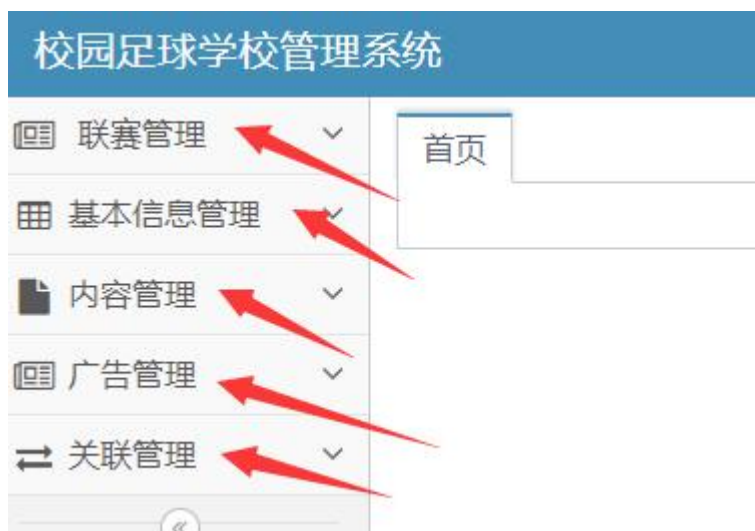 校园足球学校管理系统
联赛管理
首页
基本信息管理
内容管理
广告管理
关联管理